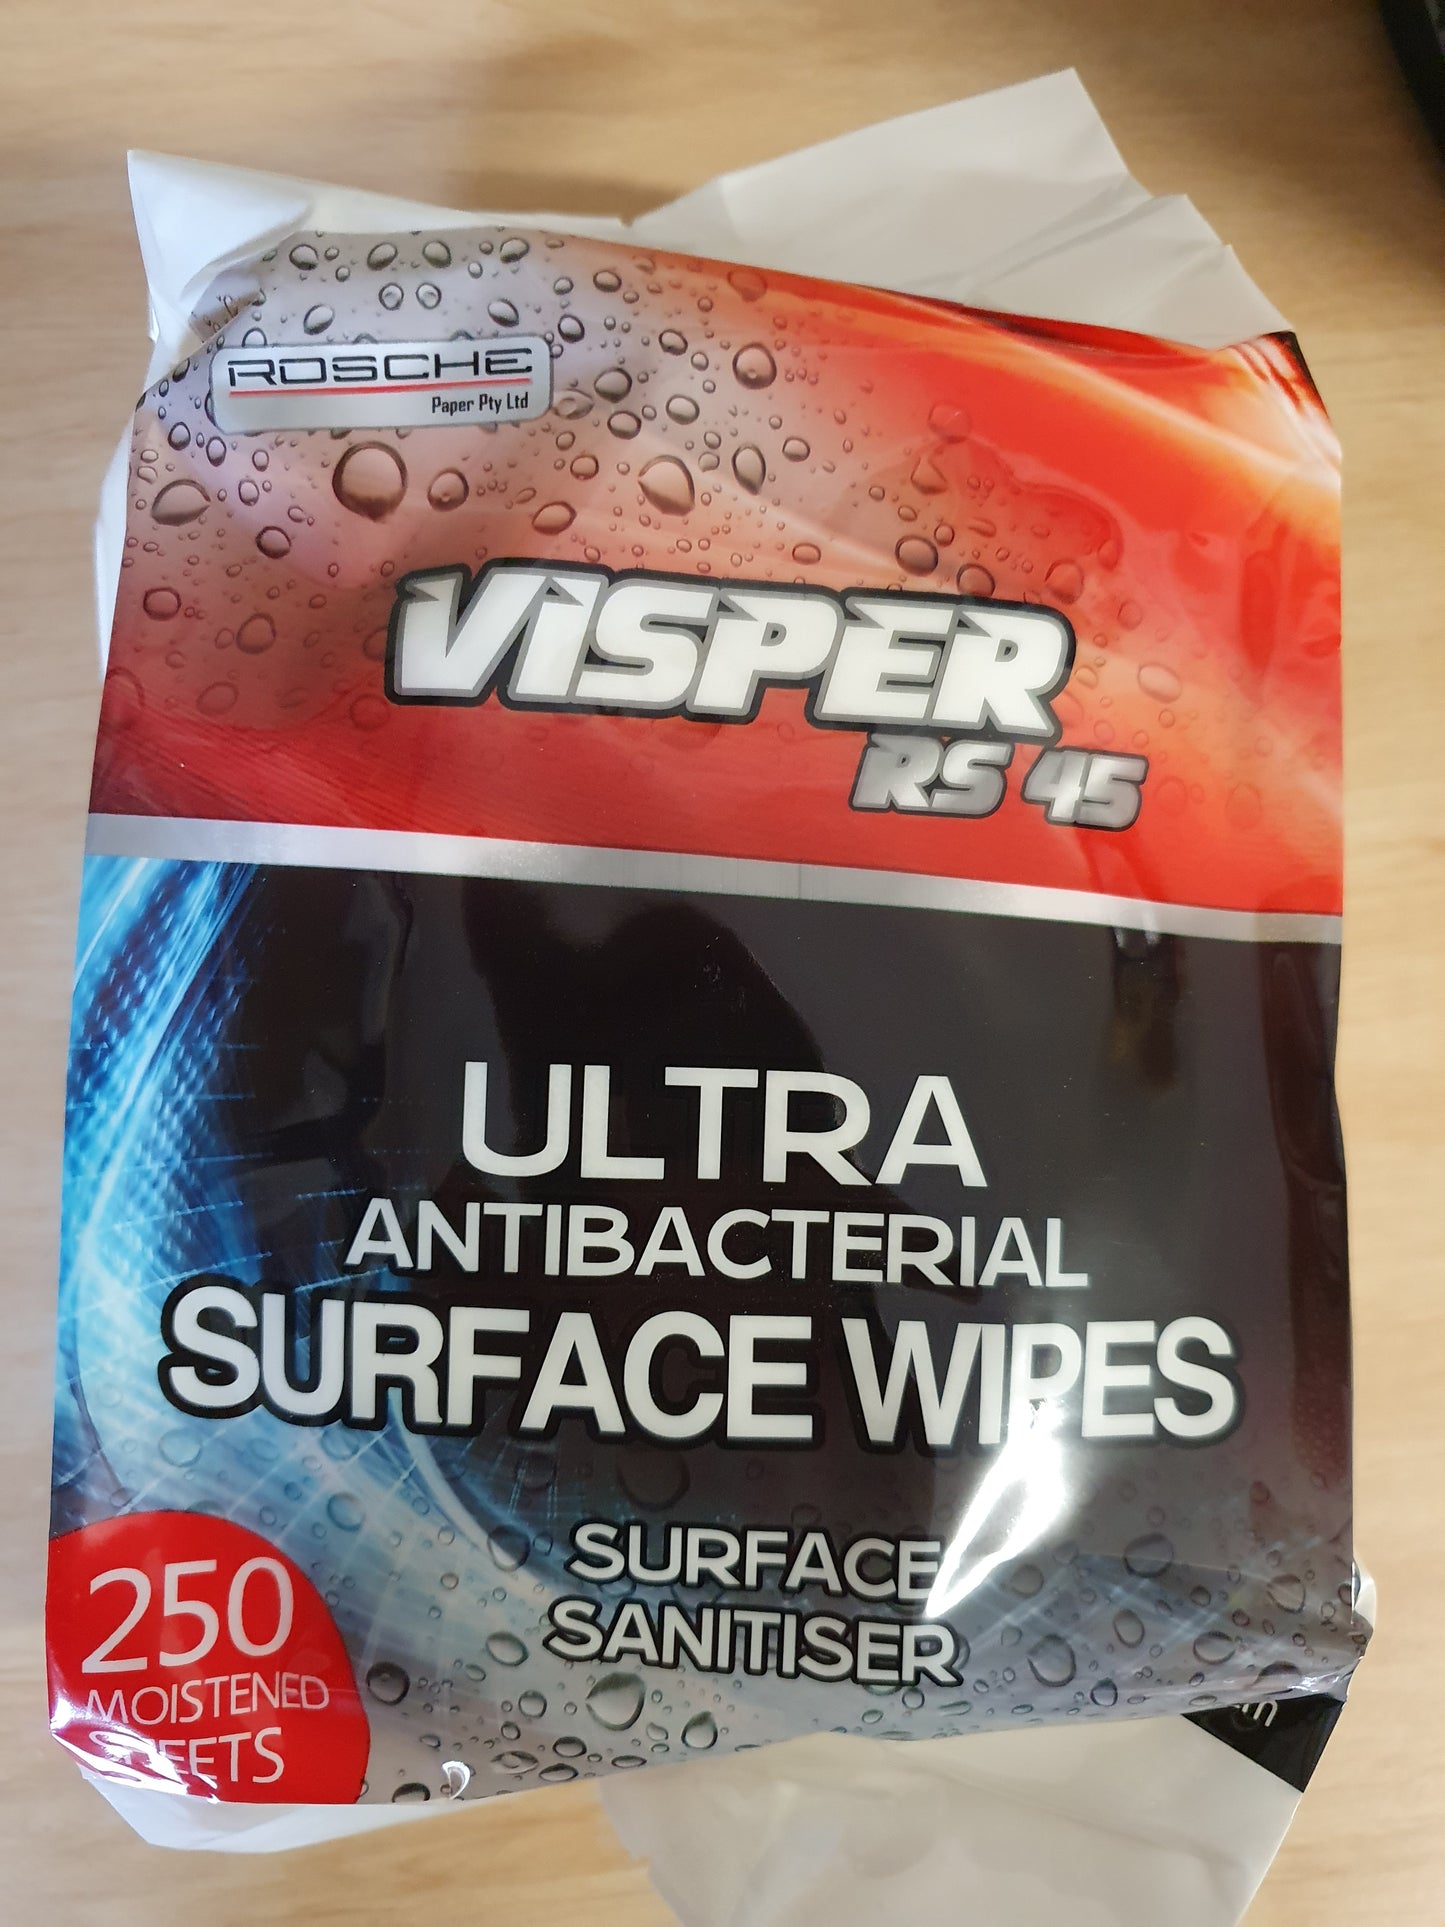 ROSCHE
Paper Pty Ltd
VISPER
RS 45
ULTRA
ANTIBACTERIAL
SURFACE WIPES
SURFACE
SANITISER
250
MOISTENED
SHEETS